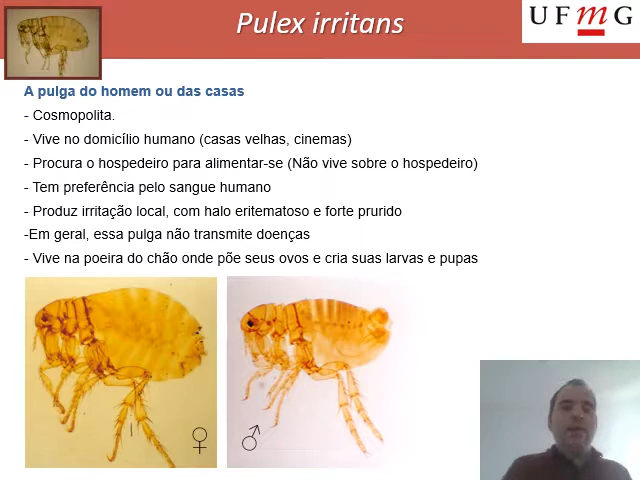 Pulex irritans
UFmG
A pulga do homem ou das casas
- Cosmopolita.
- Vive no domicílio humano (casas velhas, cinemas)
- Procura o hospedeiro para alimentar-se (Não vive sobre o hospedeiro)
- Tem preferência pelo sangue humano
- Produz irritação local, com halo eritematoso e forte prurido
-Em geral, essa pulga não transmite doenças
- Vive na poeira do chão onde põe seus ovos e cria suas larvas e pupas
♀
♂